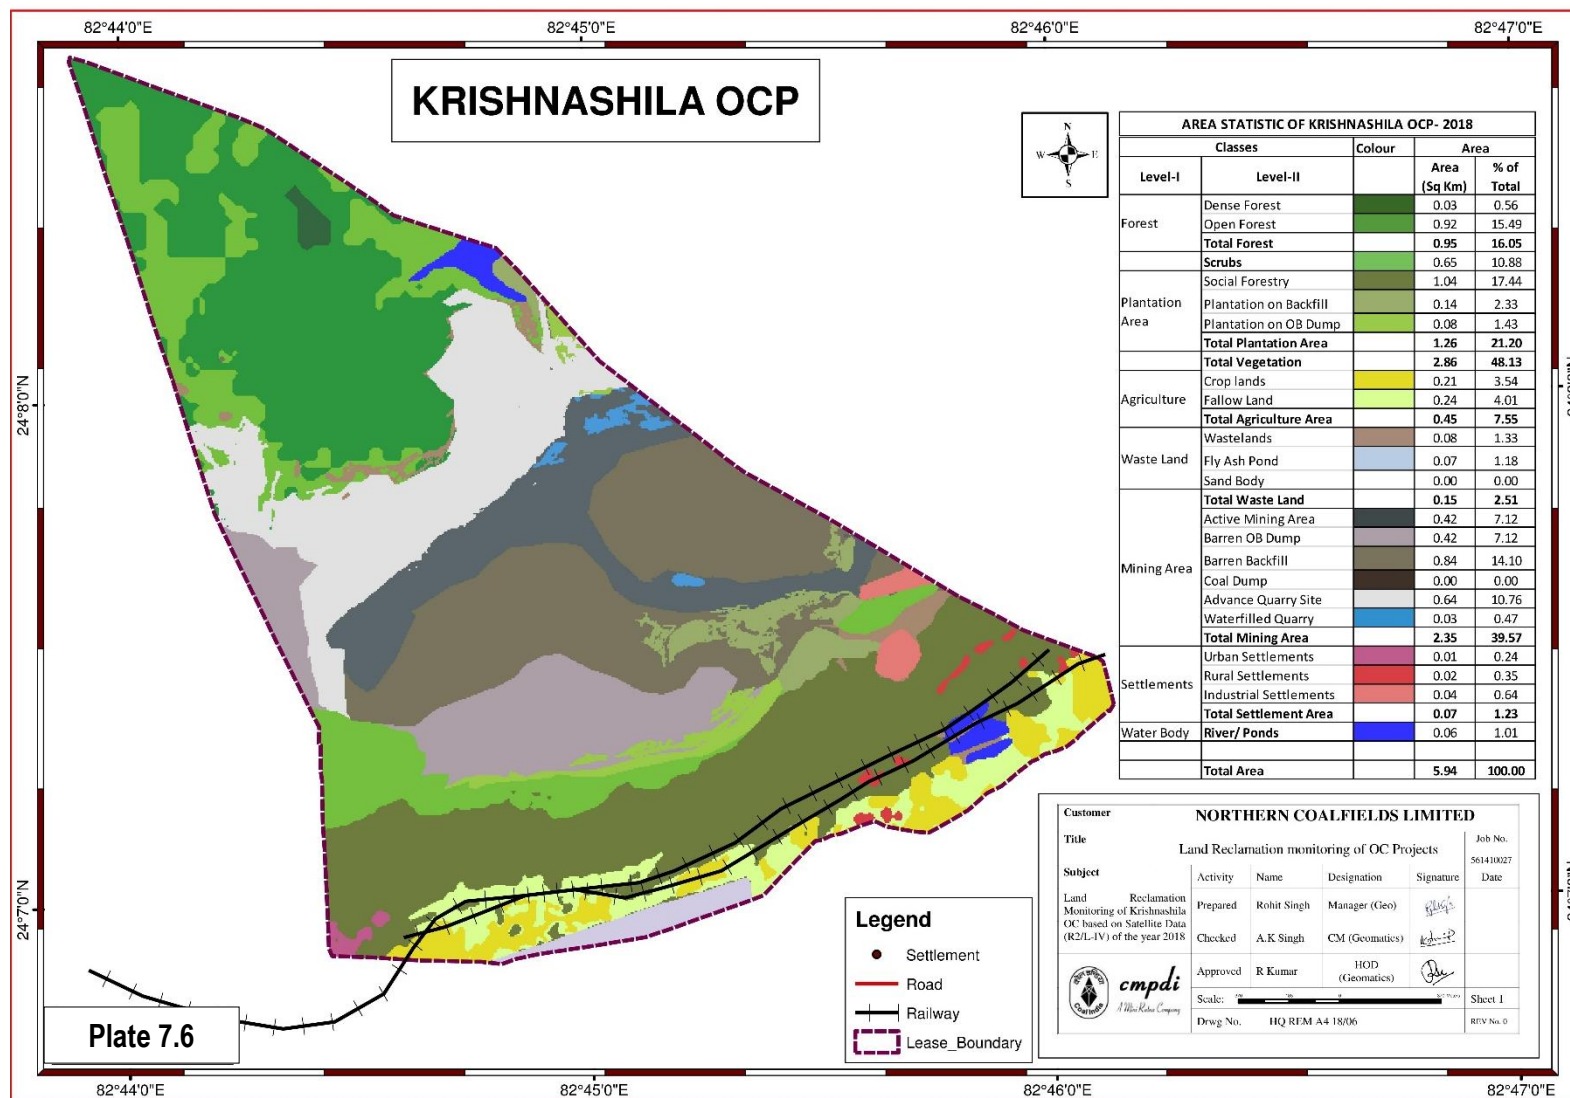 82°44'0"E 82°45'0"E 82°46'0"E 82°47'0"E
KRISHNASHILA OCP
N
W E
S
AREA STATISTIC OF KRISHNASHILA OCP- 2018
Classes Colour Area
Level-I Level-II Area (Sq Km) % of Total
Forest
Dense Forest 0.03 0.56
Open Forest 0.92 15.49
Total Forest 0.95 16.05
Scrubs 0.65 10.88
Plantation Area
Social Forestry 1.04 17.44
Plantation on Backfill 0.14 2.33
Plantation on OB Dump 0.08 1.43
Total Plantation Area 1.26 21.20
Total Vegetation 2.86 48.13
Agriculture
Crop lands 0.21 3.54
Fallow Land 0.24 4.01
Total Agriculture Area 0.45 7.55
Waste Land
Wastelands 0.08 1.33
Fly Ash Pond 0.07 1.18
Sand Body 0.00 0.00
Total Waste Land 0.15 2.51
Mining Area
Active Mining Area 0.42 7.12
Barren OB Dump 0.42 7.12
Barren Backfill 0.84 14.10
Coal Dump 0.00 0.00
Advance Quarry Site 0.64 10.76
Waterfilled Quarry 0.03 0.47
Total Mining Area 2.35 39.57
Settlements
Urban Settlements 0.01 0.24
Rural Settlements 0.02 0.35
Industrial Settlements 0.04 0.64
Total Settlement Area 0.07 1.23
Water Body River/ Ponds 0.06 1.01
Total Area 5.94 100.00
24°8'0"N
24°7'0"N
Legend
Settlement
Road
Railway
Lease_Boundary
Customer NORTHERN COALFIELDS LIMITED
Title Land Reclamation monitoring of OC Projects
Job No.
561410027
Subject Activity Name Designation Signature Date
Land Reclamation
Monitoring of Krishnashila
OC based on Satellite Data
(R2/L-IV) of the year 2018
Prepared Rohit Singh Manager (Geo)
Checked A.K Singh CM (Geomatics)
Approved R Kumar HOD (Geomatics)
Coal India
cmpdi
A Mini Ratna Company
Scale: Sheet 1
Drwg No. HQ REM A4 18/06 REV No. 0
Plate 7.6
82°44'0"E 82°45'0"E 82°46'0"E 82°47'0"E